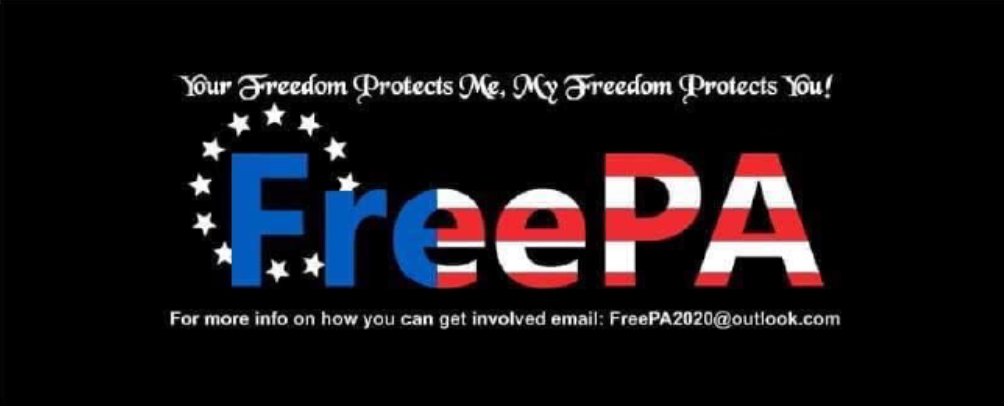 Your Freedom Protects Me, My Freedom Protects You!
FreePA
For more info on how you can get involved email: FreePA2020@outlook.com